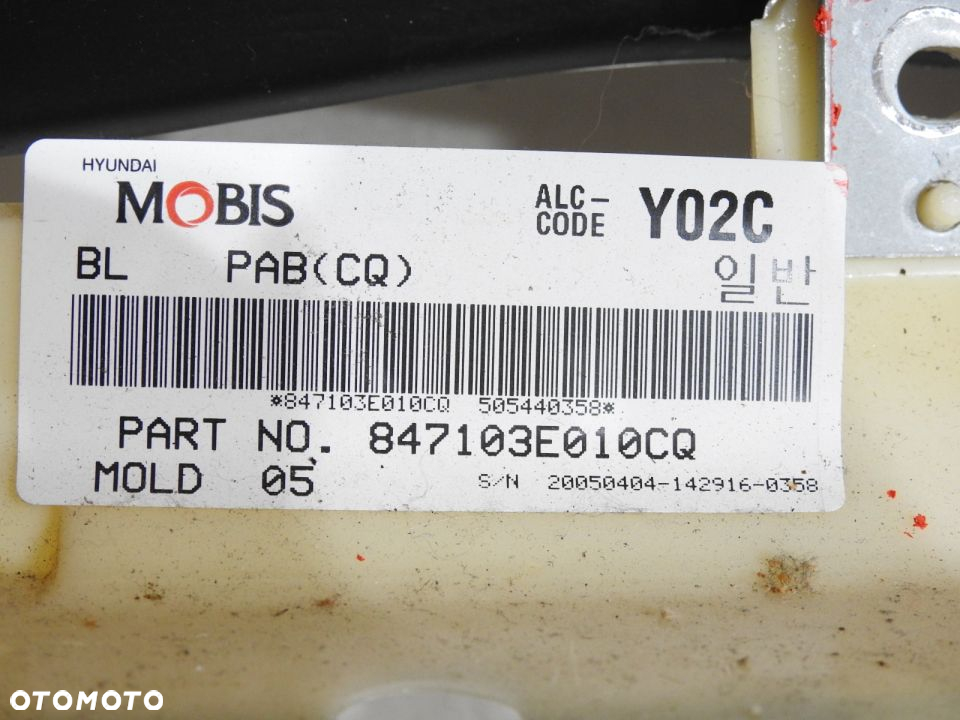 HYUNDAI
MOBIS
ALC-
CODE
Y02C
BL PAB(CQ)
일반
*847103E010CQ 505440358*
PART NO. 847103E010CQ
MOLD 05
S/N 20050404-142916-0358
OTOMOTO